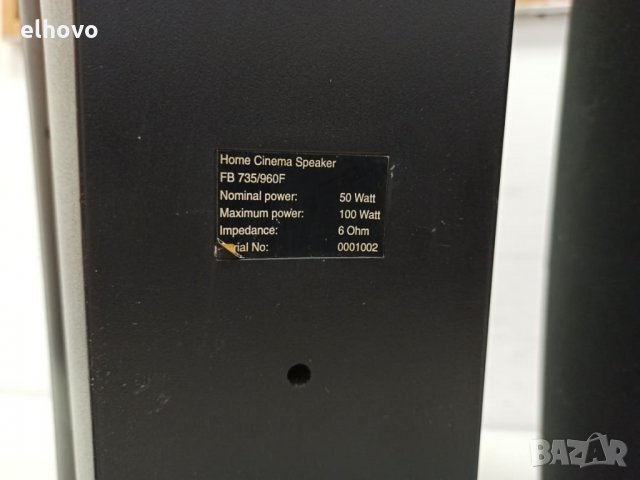 elhovo
Home Cinema Speaker
FB 735/960F
Nominal power: 50 Watt
Maximum power: 100 Watt
Impedance: 6 Ohm
rial No: 0001002
BAZAR